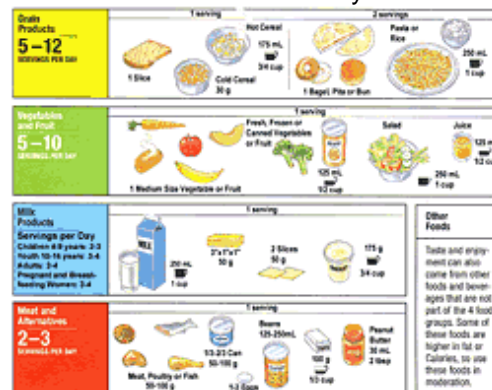 Grain
Products
5–12
SERVINGS PER DAY
1 serving
2 servings
Hot Cereal
175 mL
3/4 cup
1 Slice
Cold Cereal
30 g
Pasta or
Rice
250 mL
1 cup
1 Bagel, Pita or Bun
Vegetables
and Fruit
5–10
SERVINGS PER DAY
1 serving
Fresh, Frozen or
Canned Vegetables
or Fruit
1 Medium Size Vegetable or Fruit
125 mL
1/2 cup
Salad
250 mL
1 cup
Juice
125 m
1/2 cu
Milk
Products
Servings per Day
Children 4-9 years: 2-3
Youth 10-16 years: 3-4
Adults: 2-4
Pregnant and Breast-
feeding Women: 3-4
1 serving
MILK
250 mL
1 cup
3"x1"x1"
50 g
2 Slices
50 g
175 g
3/4 cup
Meat and
Alternatives
2–3
SERVINGS PER DAY
1 serving
Meat, Poultry or Fish
50-100 g
1/3-2/3 Can
50-100 g
1-2 Eggs
Beans
125-250mL
100 g
1/3 cup
Peanut
Butter
30 mL
2 tbsp
Other
Foods
Taste and enjoy-
ment can also
come from other
foods and bever-
ages that are not
part of the 4 food
groups. Some of
these foods are
higher in fat or
Calories, so use
these foods in
moderation.